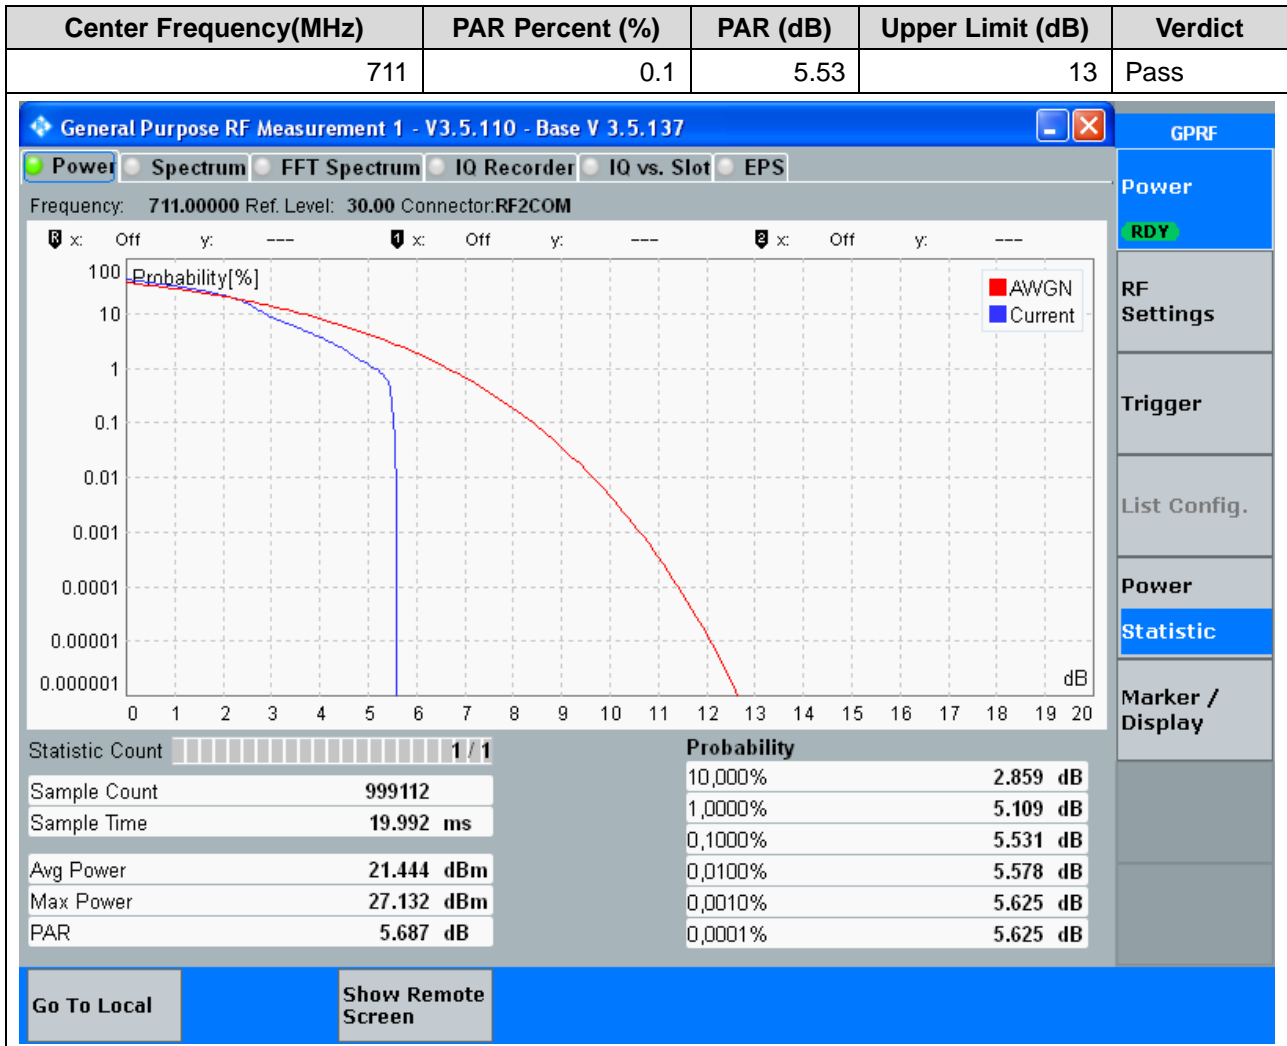 Center Frequency(MHz) PAR Percent (%) PAR (dB) Upper Limit (dB) Verdict
711 0.1 5.53 13 Pass
General Purpose RF Measurement 1 - V3.5.110 - Base V 3.5.137
GPRF
Power Spectrum FFT Spectrum IQ Recorder IQ vs. Slot EPS
Frequency: 711.00000 Ref. Level: 30.00 Connector:RF2COM
R x: Off y: --- 1 x: Off y: --- 2 x: Off y: ---
Probability[%]
AWGN
Current
100
10
1
0.1
0.01
0.001
0.0001
0.00001
0.000001
dB
0 1 2 3 4 5 6 7 8 9 10 11 12 13 14 15 16 17 18 19 20
Statistic Count 1 / 1
Sample Count 999112
Sample Time 19.992 ms
Avg Power 21.444 dBm
Max Power 27.132 dBm
PAR 5.687 dB
Probability
10,000% 2.859 dB
1,0000% 5.109 dB
0,1000% 5.531 dB
0,0100% 5.578 dB
0,0010% 5.625 dB
0,0001% 5.625 dB
Power
RDY
RF
Settings
Trigger
List Config.
Power
Statistic
Marker /
Display
Go To Local
Show Remote
Screen